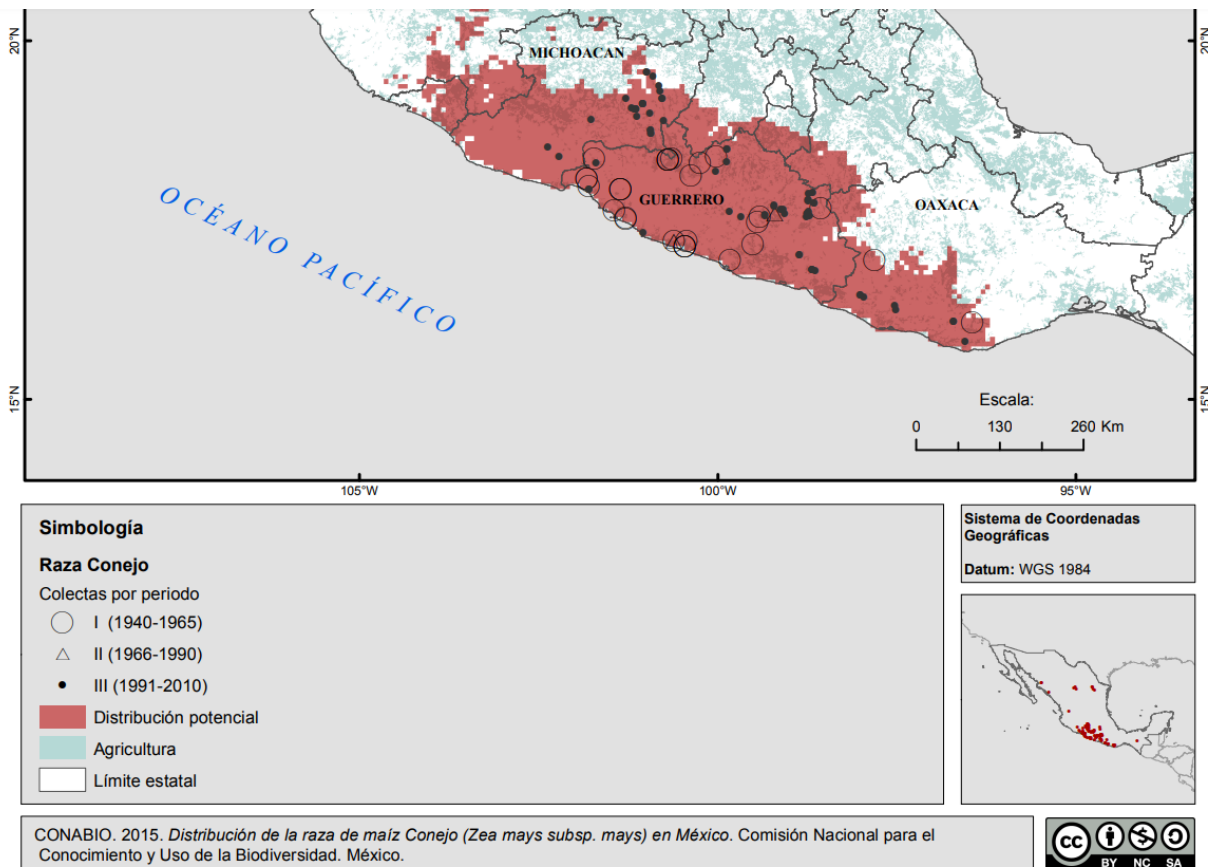 20°N
20°N
MICHOACAN
GUERRERO
OAXACA
OCÉANO PACÍFICO
15°N
15°N
Escala:
0 130 260 Km
105°W
100°W
95°W
Simbología
Raza Conejo
Colectas por periodo
I (1940-1965)
II (1966-1990)
III (1991-2010)
Distribución potencial
Agricultura
Límite estatal
Sistema de Coordenadas
Geográficas
Datum: WGS 1984
CONABIO. 2015. Distribución de la raza de maíz Conejo (Zea mays subsp. mays) en México. Comisión Nacional para el
Conocimiento y Uso de la Biodiversidad. México.
cc
BY NC SA